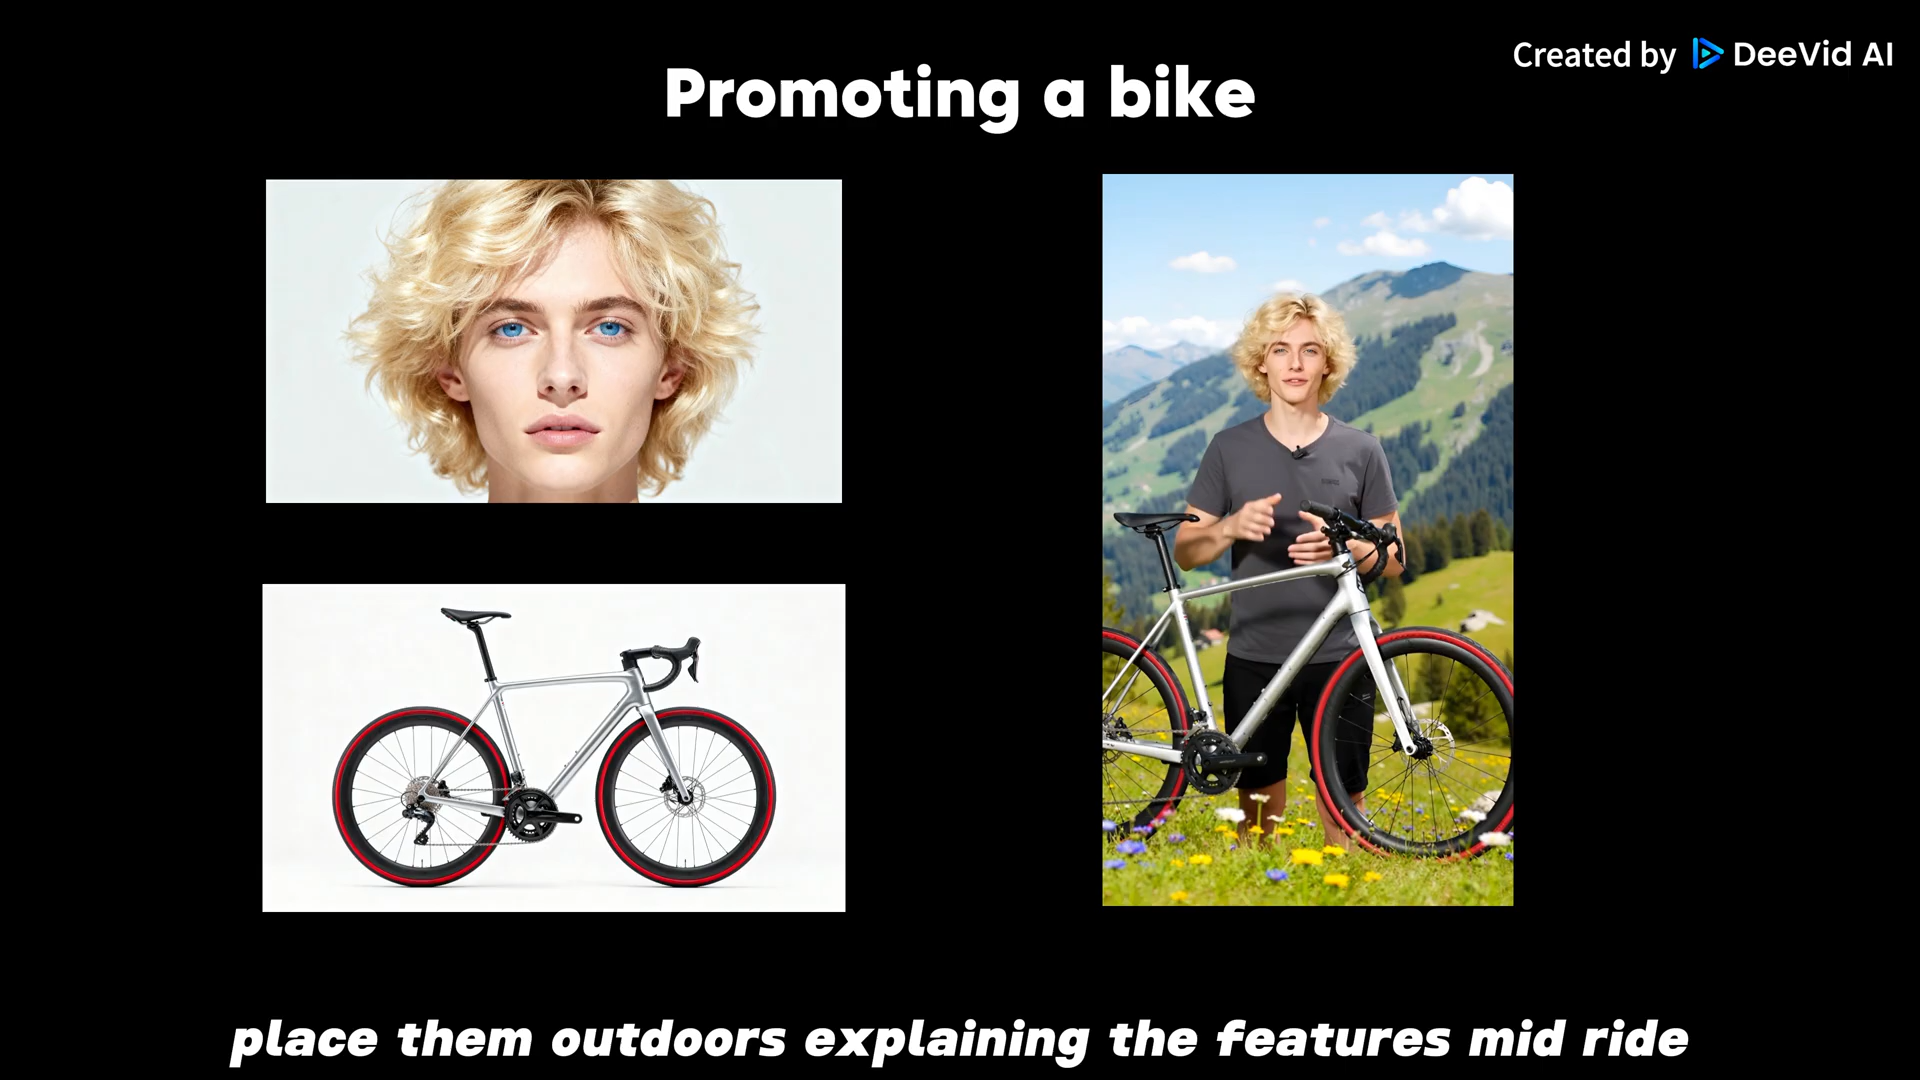 Created by DeeVid AI
Promoting a bike
place them outdoors explaining the features mid ride